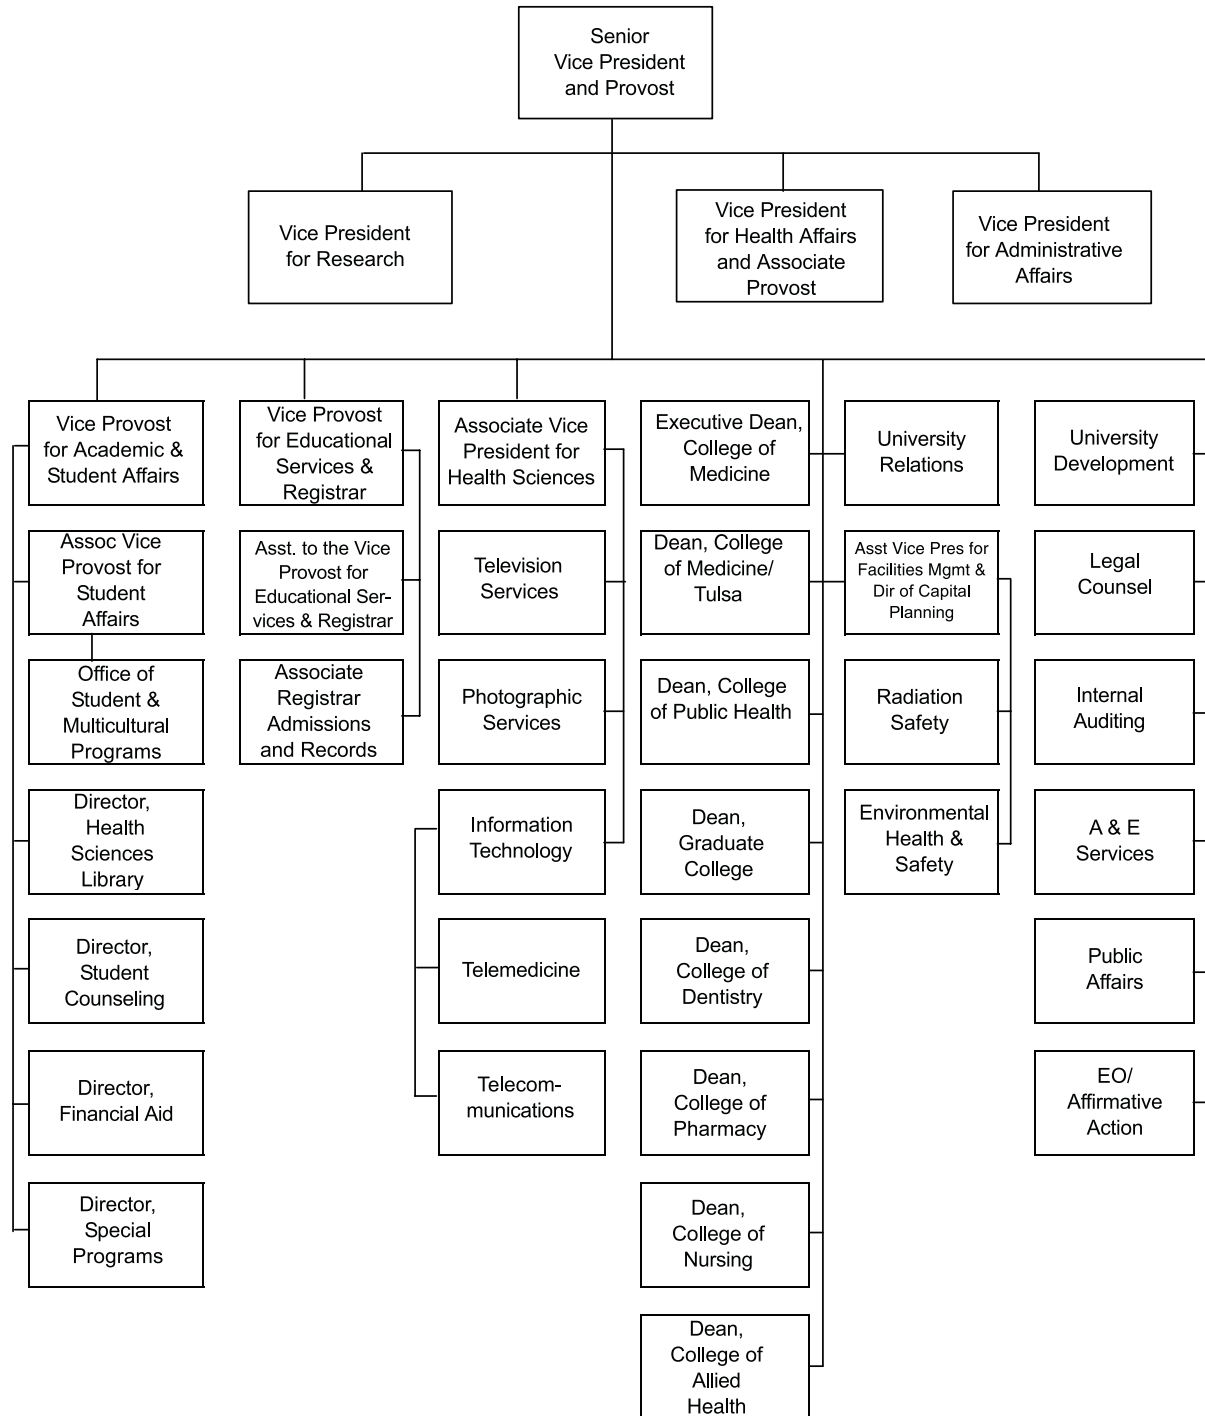 Senior
Vice President
and Provost
Vice President
for Research
Vice President
for Health Affairs
and Associate
Provost
Vice President
for Administrative
Affairs
Vice Provost
for Academic &
Student Affairs
Assoc Vice
Provost for
Student
Affairs
Office of
Student &
Multicultural
Programs
Director,
Health
Sciences
Library
Director,
Student
Counseling
Director,
Financial Aid
Director,
Special
Programs
Vice Provost
for Educational
Services &
Registrar
Asst. to the Vice
Provost for
Educational Ser-
vices & Registrar
Associate
Registrar
Admissions
and Records
Associate Vice
President for
Health Sciences
Television
Services
Photographic
Services
Information
Technology
Telemedicine
Telecom-
munications
Executive Dean,
College of
Medicine
Dean, College
of Medicine/
Tulsa
Dean, College
of Public Health
Dean,
Graduate
College
Dean,
College of
Dentistry
Dean,
College of
Pharmacy
Dean,
College of
Nursing
Dean,
College of
Allied
Health
University
Relations
Asst Vice Pres for
Facilities Mgmt &
Dir of Capital
Planning
Radiation
Safety
Environmental
Health &
Safety
University
Development
Legal
Counsel
Internal
Auditing
A & E
Services
Public
Affairs
EO/
Affirmative
Action